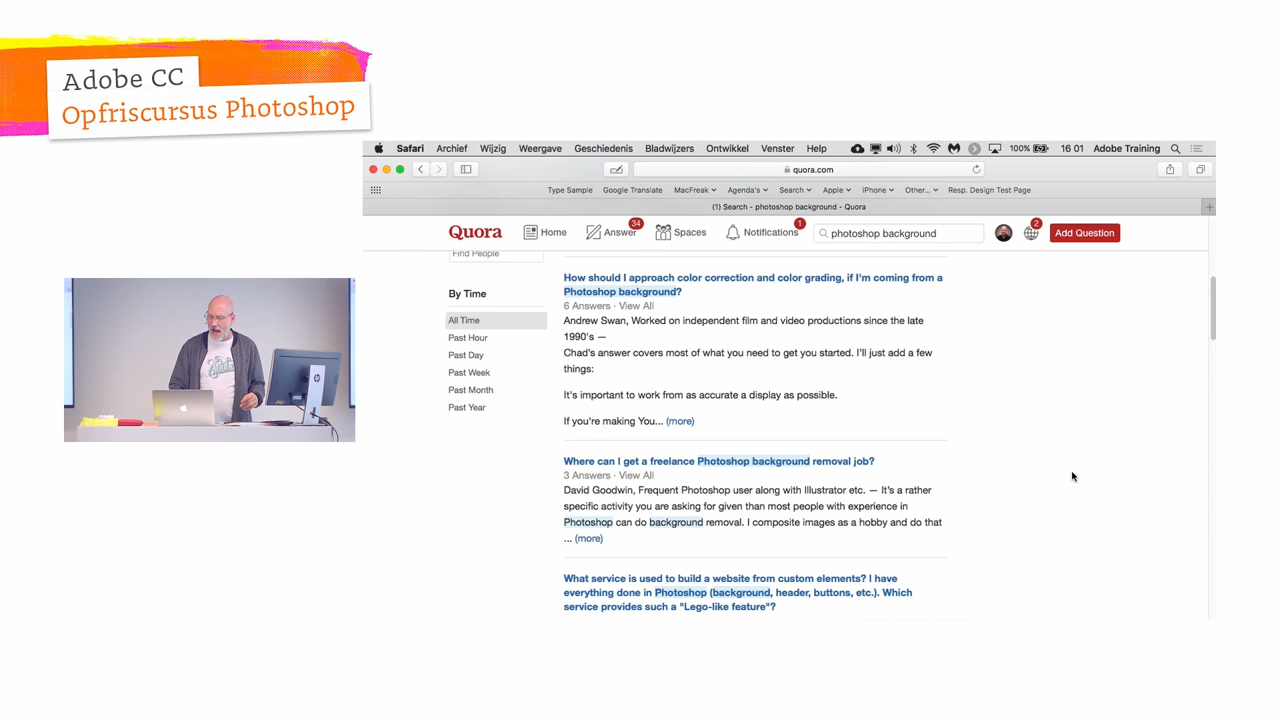 Adobe CC
Opfriscursus Photoshop
Safari Archief Wijzig Weergave Geschiedenis Bladwijzers Ontwikkel Venster Help 100% 16 01 Adobe Training
quora.com
Type Sample Google Translate MacFreak Agenda's Search Apple iPhone Other... Resp. Design Test Page
(1) Search - photoshop background - Quora
Quora Home Answer 34 Spaces Notifications 1 photoshop background 2 Add Question
Find People
By Time
All Time
Past Hour
Past Day
Past Week
Past Month
Past Year
How should I approach color correction and color grading, if I'm coming from a
Photoshop background?
6 Answers · View All
Andrew Swan, Worked on independent film and video productions since the late
1990's —
Chad's answer covers most of what you need to get you started. I'll just add a few
things:
It's important to work from as accurate a display as possible.
If you're making You... (more)
Where can I get a freelance Photoshop background removal job?
3 Answers · View All
David Goodwin, Frequent Photoshop user along with Illustrator etc. — It's a rather
specific activity you are asking for given than most people with experience in
Photoshop can do background removal. I composite images as a hobby and do that
... (more)
What service is used to build a website from custom elements? I have
everything done in Photoshop (background, header, buttons, etc.). Which
service provides such a "Lego-like feature"?